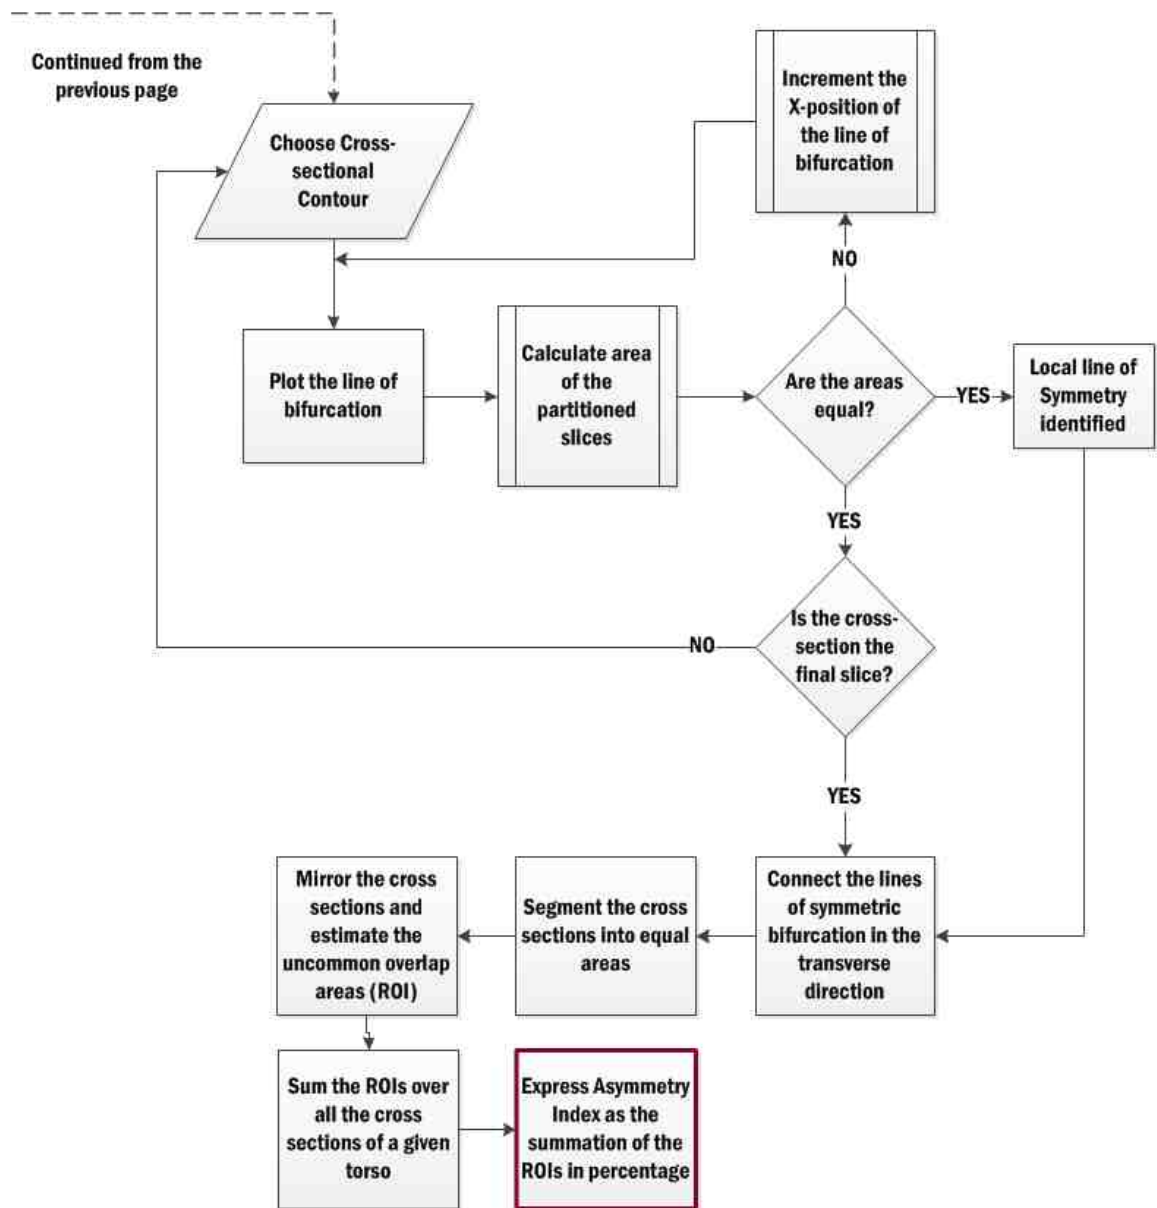 Continued from the
previous page
Choose Cross-
sectional
Contour
Increment the
X-position of
the line of
bifurcation
NO
Plot the line of
bifurcation
Calculate area
of the
partitioned
slices
Are the areas
equal?
YES
Local line of
Symmetry
identified
YES
Is the cross-
section the
final slice?
NO
YES
Connect the lines
of symmetric
bifurcation in the
transverse
direction
Segment the cross
sections into equal
areas
Mirror the cross
sections and
estimate the
uncommon overlap
areas (ROI)
Sum the ROIs over
all the cross
sections of a given
torso
Express Asymmetry
Index as the
summation of the
ROIs in percentage